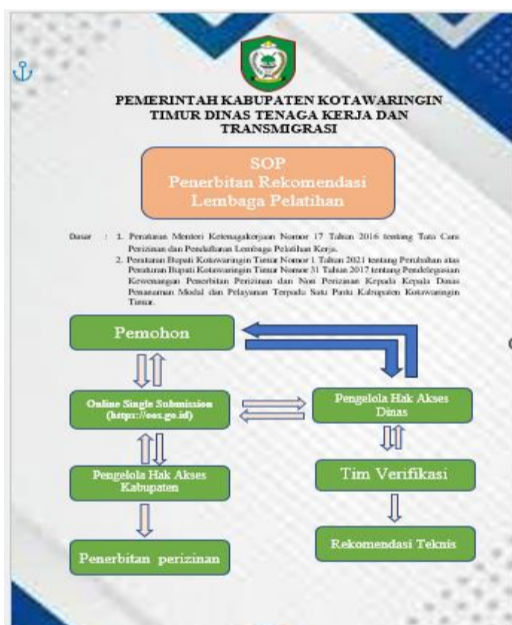 PEMERINTAH KABUPATEN KOTAWARINGIN
TIMUR DINAS TENAGA KERJA DAN
TRANSMIGRASI
SOP
Penerbitan Rekomendasi
Lembaga Pelatihan
Dasar : 1. Peraturan Menteri Ketenagakerjaan Nomor 17 Tahun 2016 tentang Tata Cara
Perizinan dan Pendaftaran Lembaga Pelatihan Kerja.
2. Peraturan Bupati Kotawaringin Timur Nomor 1 Tahun 2021 tentang Perubahan atas
Peraturan Bupati Kotawaringin Timur Nomor 31 Tahun 2017 tentang Pendelegasian
Kewenangan Penerbitan Perizinan dan Non Perizinan Kepada Kepala Dinas
Penanaman Modal dan Pelayanan Terpadu Satu Pintu Kabupaten Kotawaringin
Timur.
Pemohon
Online Single Submission
(https://oss.go.id)
Pengelola Hak Akses
Dinas
Pengelola Hak Akses
Kabupaten
Tim Verifikasi
Penerbitan perizinan
Rekomendasi Teknis